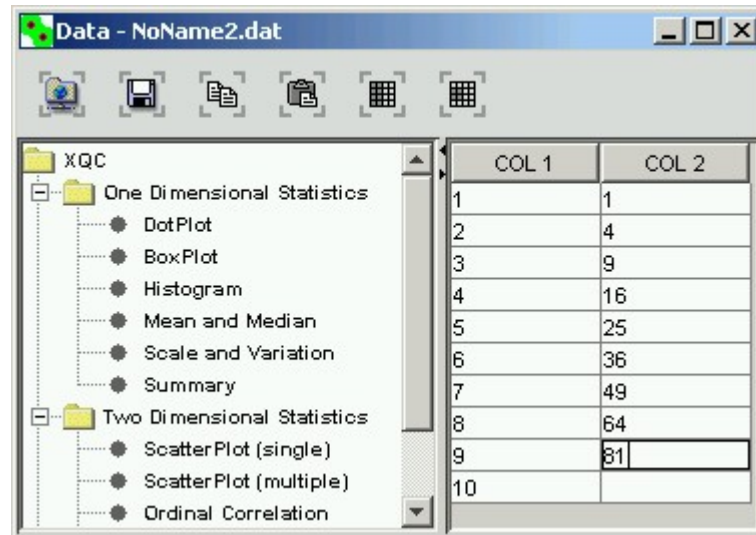 Data - NoName2.dat
XQC
One Dimensional Statistics
DotPlot
BoxPlot
Histogram
Mean and Median
Scale and Variation
Summary
Two Dimensional Statistics
ScatterPlot (single)
ScatterPlot (multiple)
Ordinal Correlation
COL 1 COL 2
1 1
2 4
3 9
4 16
5 25
6 36
7 49
8 64
9 81
10